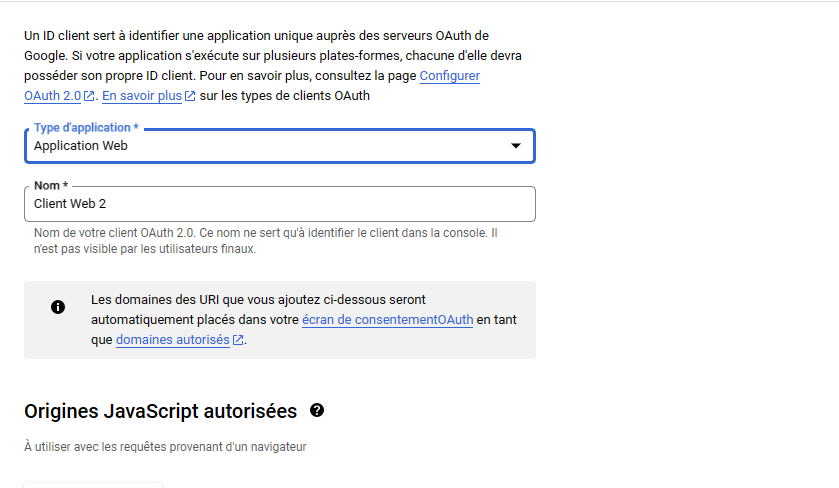 Un ID client sert à identifier une application unique auprès des serveurs OAuth de
Google. Si votre application s'exécute sur plusieurs plates-formes, chacune d'elle devra
posséder son propre ID client. Pour en savoir plus, consultez la page Configurer
OAuth 2.0. En savoir plus sur les types de clients OAuth
Type d'application *
Application Web
Nom *
Client Web 2
Nom de votre client OAuth 2.0. Ce nom ne sert qu'à identifier le client dans la console. Il
n'est pas visible par les utilisateurs finaux.
Les domaines des URI que vous ajoutez ci-dessous seront
automatiquement placés dans votre écran de consentementOAuth en tant
que domaines autorisés.
Origines JavaScript autorisées
À utiliser avec les requêtes provenant d'un navigateur